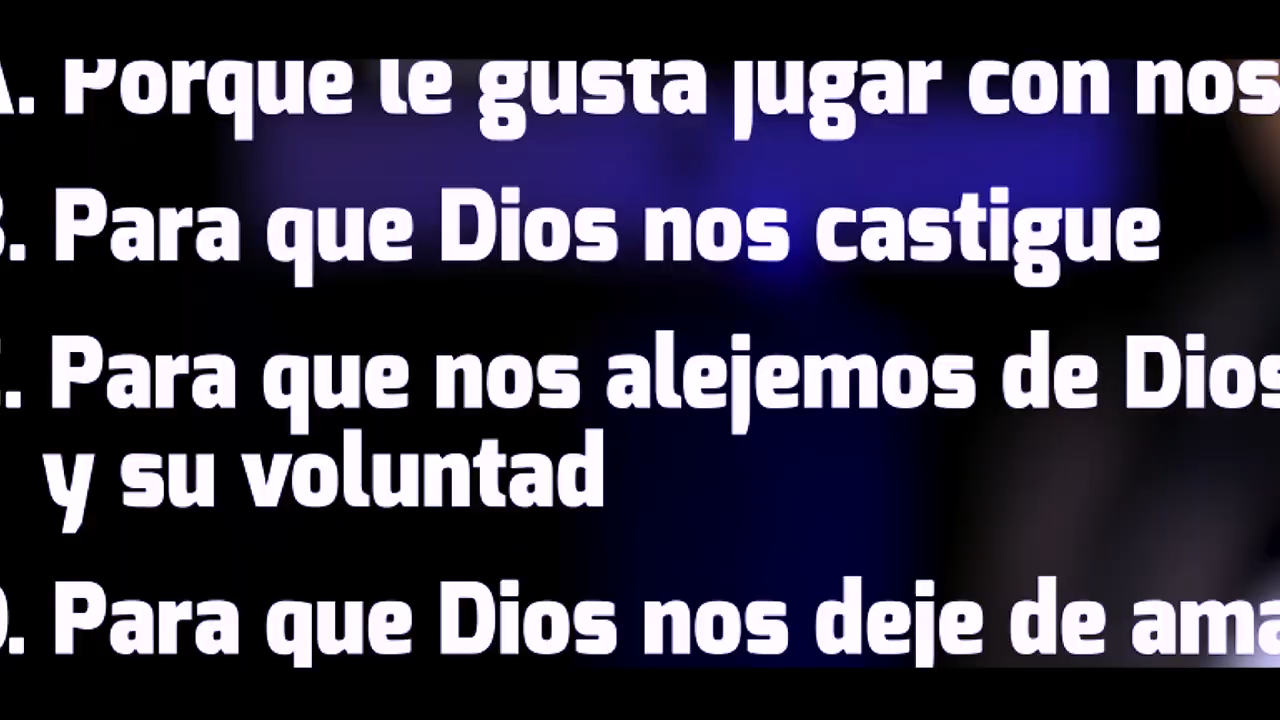 A. Porque le gusta jugar con nos
B. Para que Dios nos castigue
C. Para que nos alejemos de Dios
y su voluntad
D. Para que Dios nos deje de ama